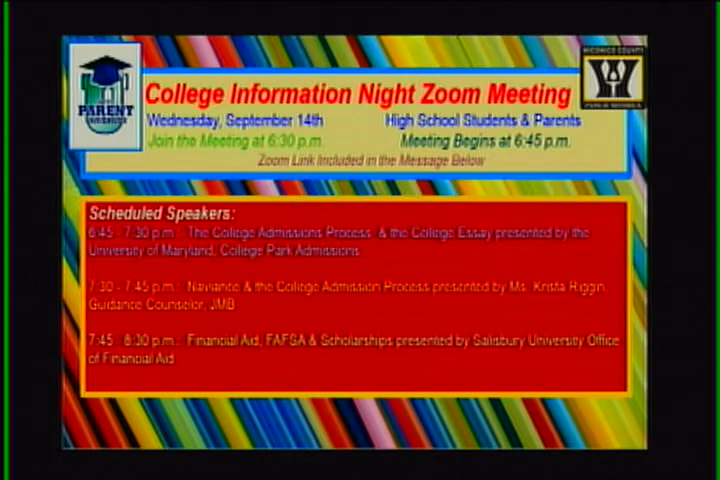 PARENT
UNIVERSITY
WICOMICO COUNTY
PUBLIC SCHOOLS
College Information Night Zoom Meeting
Wednesday, September 14th High School Students & Parents
Join the Meeting at 6:30 p.m. Meeting Begins at 6:45 p.m.
Zoom Link Included in the Message Below
Scheduled Speakers:
6:45 - 7:30 p.m.: The College Admissions Process & the College Essay presented by the
University of Maryland, College Park Admissions
7:30 - 7:45 p.m.: Naviance & the College Admission Process presented by Ms. Krista Riggin,
Guidance Counselor, JMB
7:45 - 8:30 p.m.: Financial Aid, FAFSA & Scholarships presented by Salisbury University Office
of Financial Aid